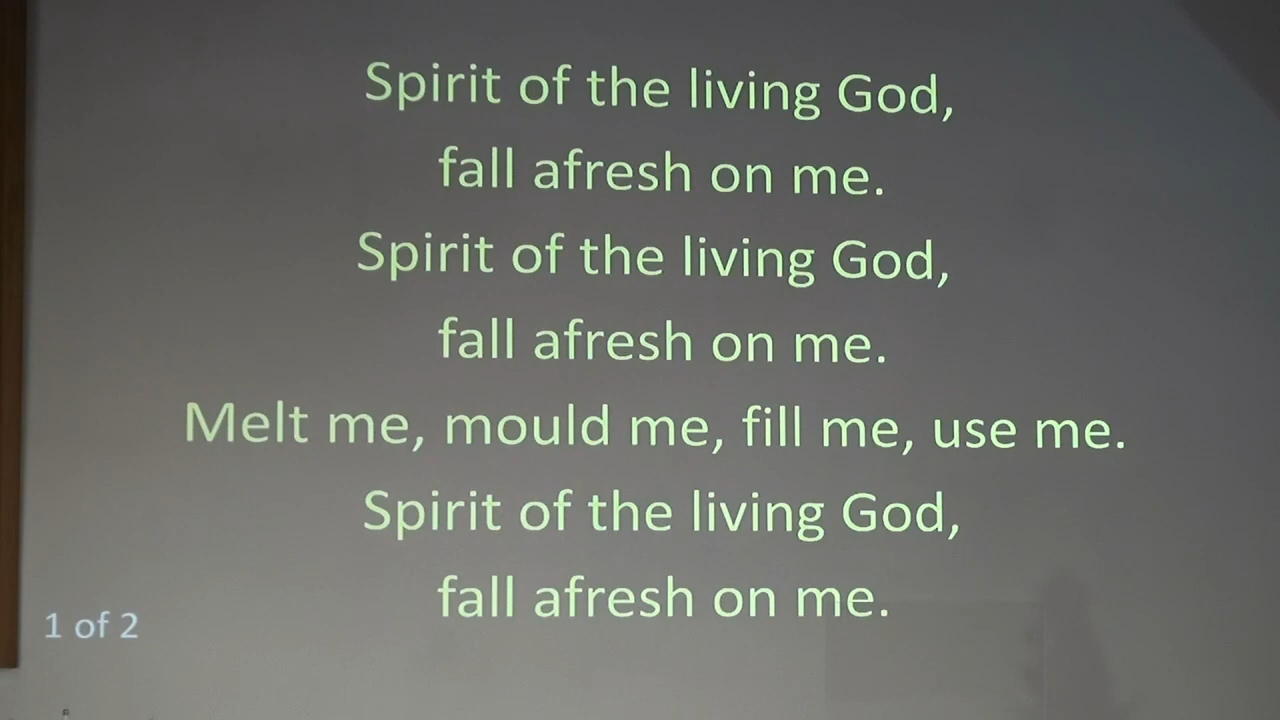 Spirit of the living God,
fall afresh on me.
Spirit of the living God,
fall afresh on me.
Melt me, mould me, fill me, use me.
Spirit of the living God,
fall afresh on me.
1 of 2